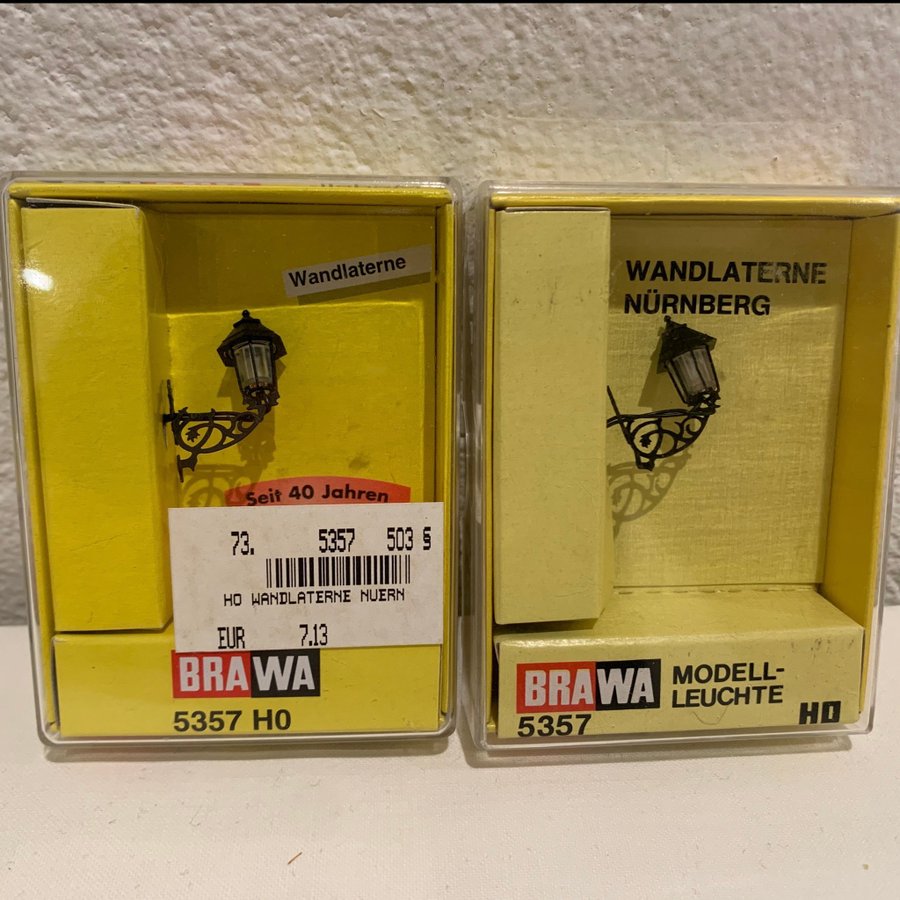 Wandlaterne
Seit 40 Jahren
73. 5357 503 §
HO WANDLATERNE NUERN
EUR 7.13
BRAWA
5357 H0
WANDLATERNE
NÜRNBERG
BRAWA
MODELL-
LEUCHTE
5357
H0